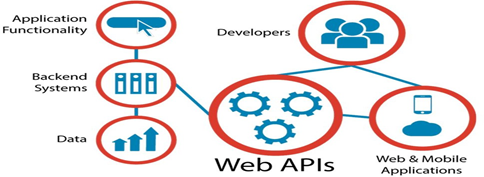 Application
Functionality
Developers
Backend
Systems
Data
Web APIs
Web & Mobile
Applications